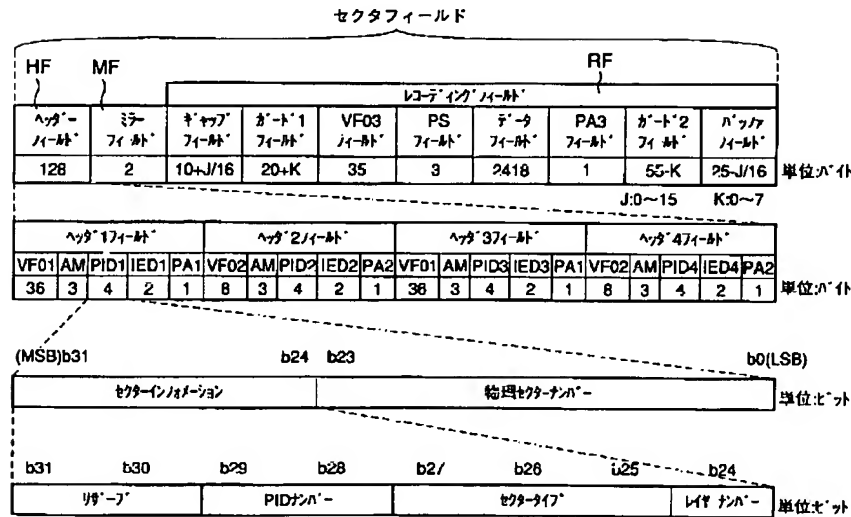 セクタフィールド
HF MF RF
レコーディングフィールド
ヘッダーフィールド ミラーフィールド ギャップフィールド ガード1フィールド VFO3フィールド PSフィールド データフィールド PA3フィールド ガード2フィールド バッファフィールド
128 2 10+J/16 20+K 35 3 2418 1 55-K 25-J/16 単位:バイト
J:0～15 K:0～7
ヘッダ1フィールド ヘッダ2フィールド ヘッダ3フィールド ヘッダ4フィールド
VFO1 AM PID1 IED1 PA1 VFO2 AM PID2 IED2 PA2 VFO1 AM PID3 IED3 PA1 VFO2 AM PID4 IED4 PA2
36 3 4 2 1 8 3 4 2 1 36 3 4 2 1 8 3 4 2 1 単位:バイト
(MSB)b31 b24 b23 b0(LSB)
セクターインフォメーション 物理セクターナンバー 単位:ビット
b31 b30 b29 b28 b27 b26 b25 b24
リザーブ PIDナンバー セクタータイプ レイヤナンバー 単位:ビット